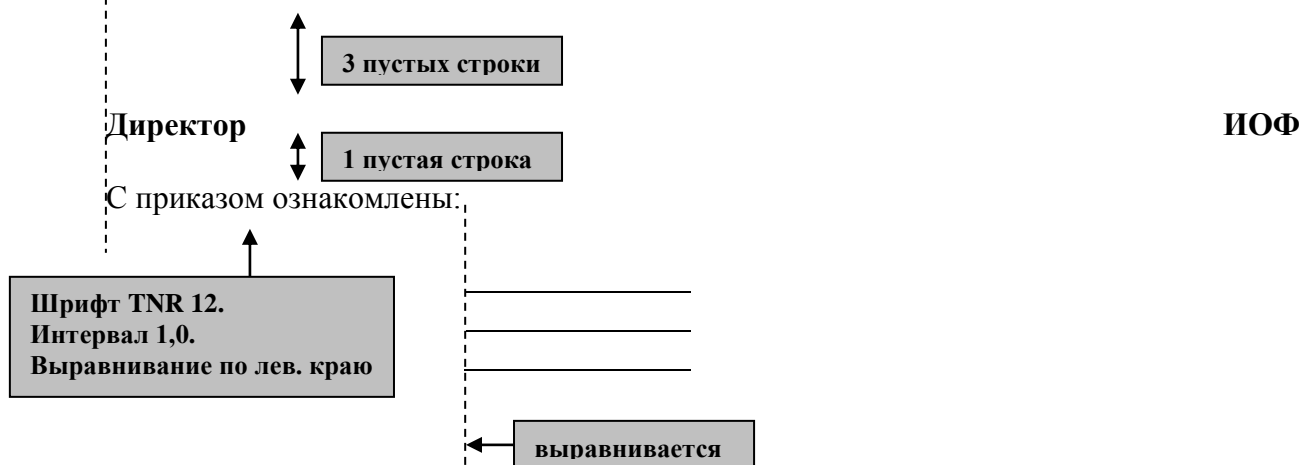 3 пустых строки
Директор ИОФ
1 пустая строка
С приказом ознакомлены:
Шрифт TNR 12.
Интервал 1,0.
Выравнивание по лев. краю
выравнивается